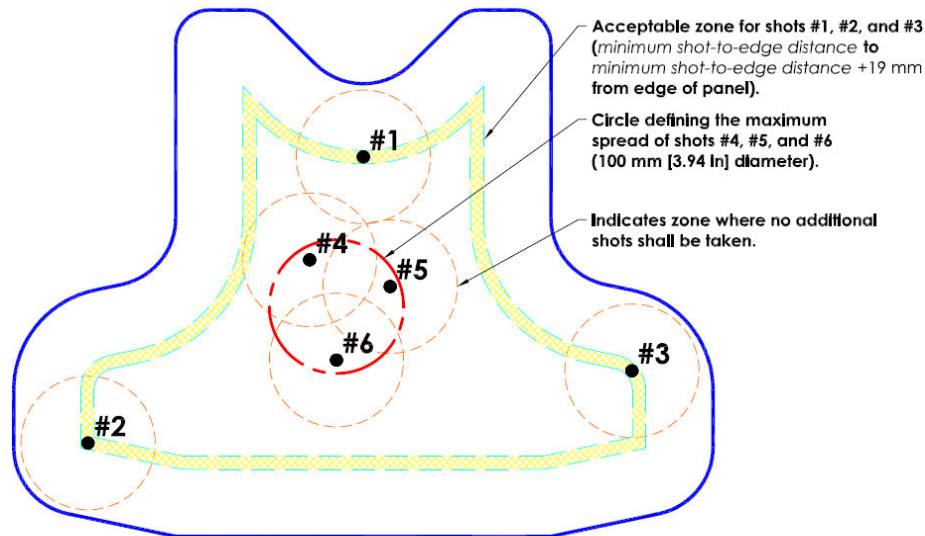 Acceptable zone for shots #1, #2, and #3
(minimum shot-to-edge distance to
minimum shot-to-edge distance +19 mm
from edge of panel).
Circle defining the maximum
spread of shots #4, #5, and #6
(100 mm [3.94 in] diameter).
Indicates zone where no additional
shots shall be taken.
#1
#4
#5
#6
#3
#2